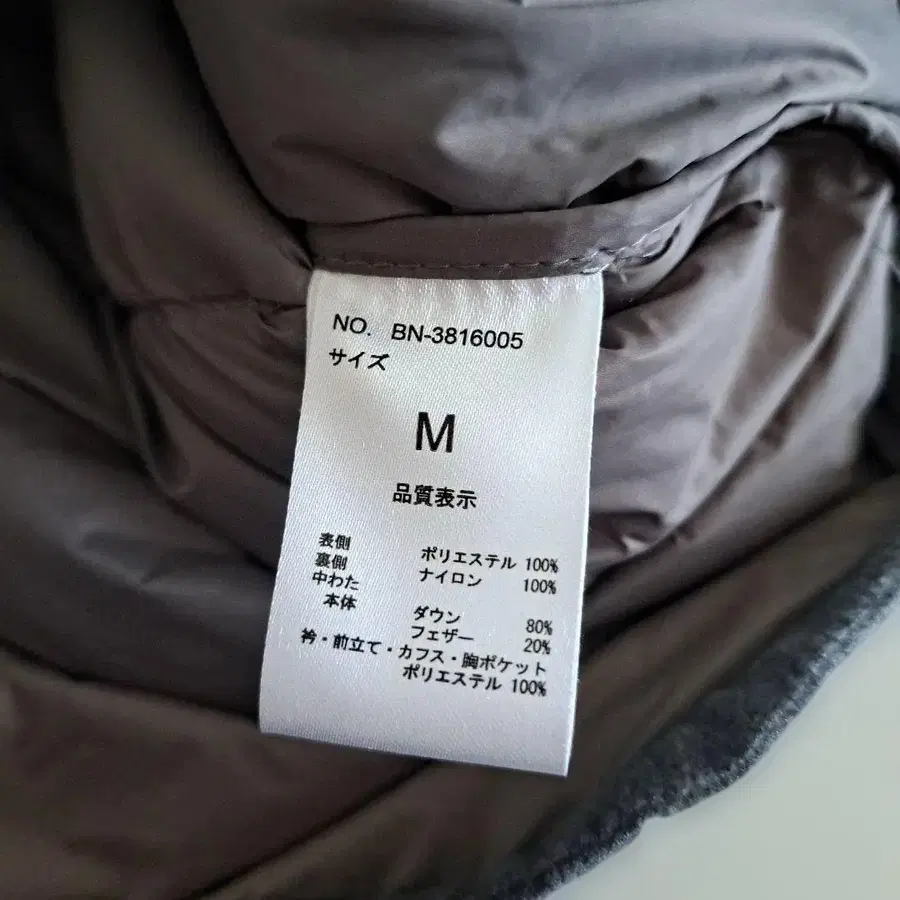 NO. BN-3816005
サイズ
M
品質表示
表側 ポリエステル 100%
裏側 ナイロン 100%
中わた
本体 ダウン 80%
フェザー 20%
衿・前立て・カフス・胸ポケット
ポリエステル 100%